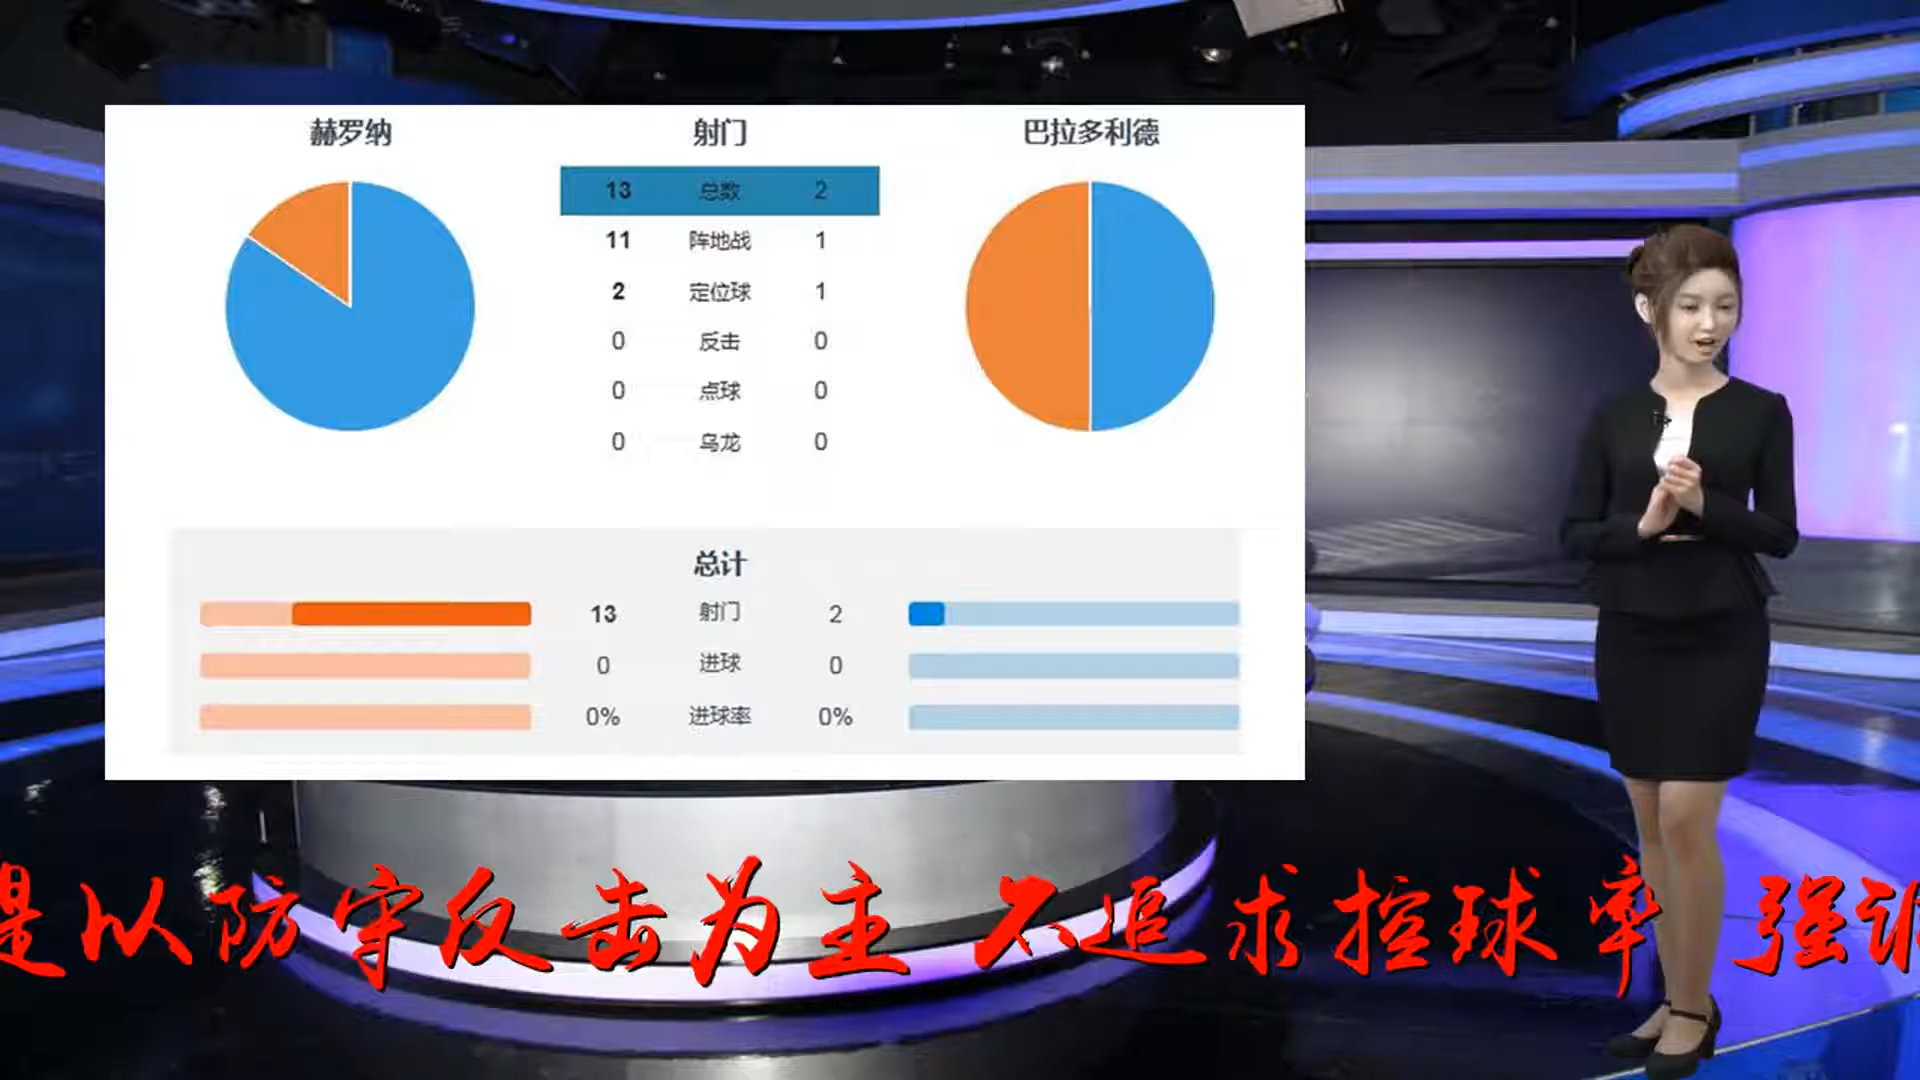 赫罗纳 射门 巴拉多利德
13 总数 2
11 阵地战 1
2 定位球 1
0 反击 0
0 点球 0
0 乌龙 0
总计
13 射门 2
0 进球 0
0% 进球率 0%
是以防守反击为主 不追求控球率 强调